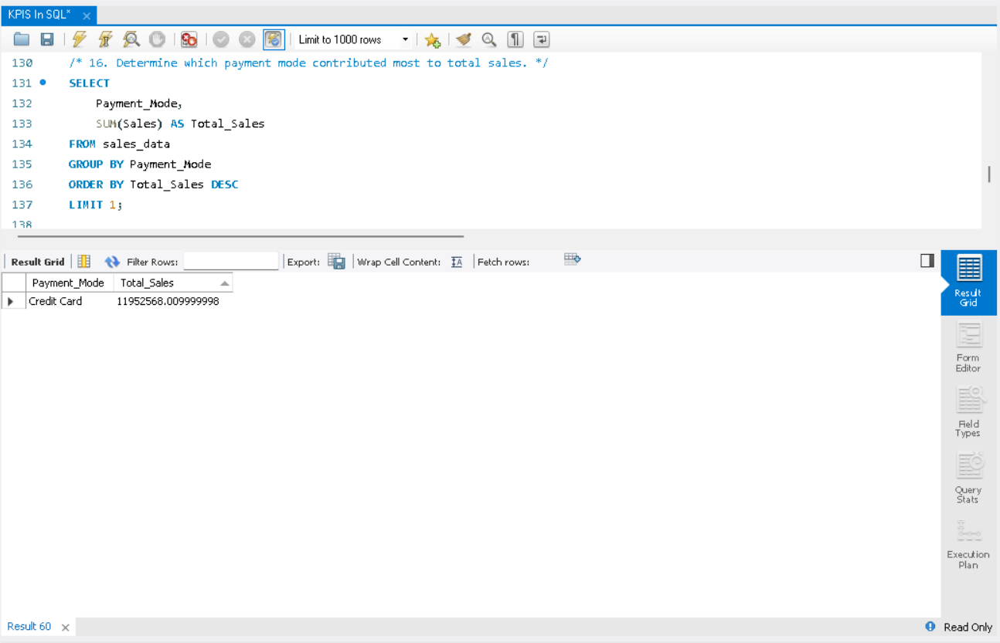 KPIS In SQL*
Limit to 1000 rows
130 /* 16. Determine which payment mode contributed most to total sales. */
131 SELECT
132 Payment_Mode,
133 SUM(Sales) AS Total_Sales
134 FROM sales_data
135 GROUP BY Payment_Mode
136 ORDER BY Total_Sales DESC
137 LIMIT 1;
138
Result Grid Filter Rows: Export: Wrap Cell Content: Fetch rows:
Payment_Mode Total_Sales
Credit Card 11952568.009999998
Result
Grid
Form
Editor
Field
Types
Query
Stats
Execution
Plan
Result 60
Read Only